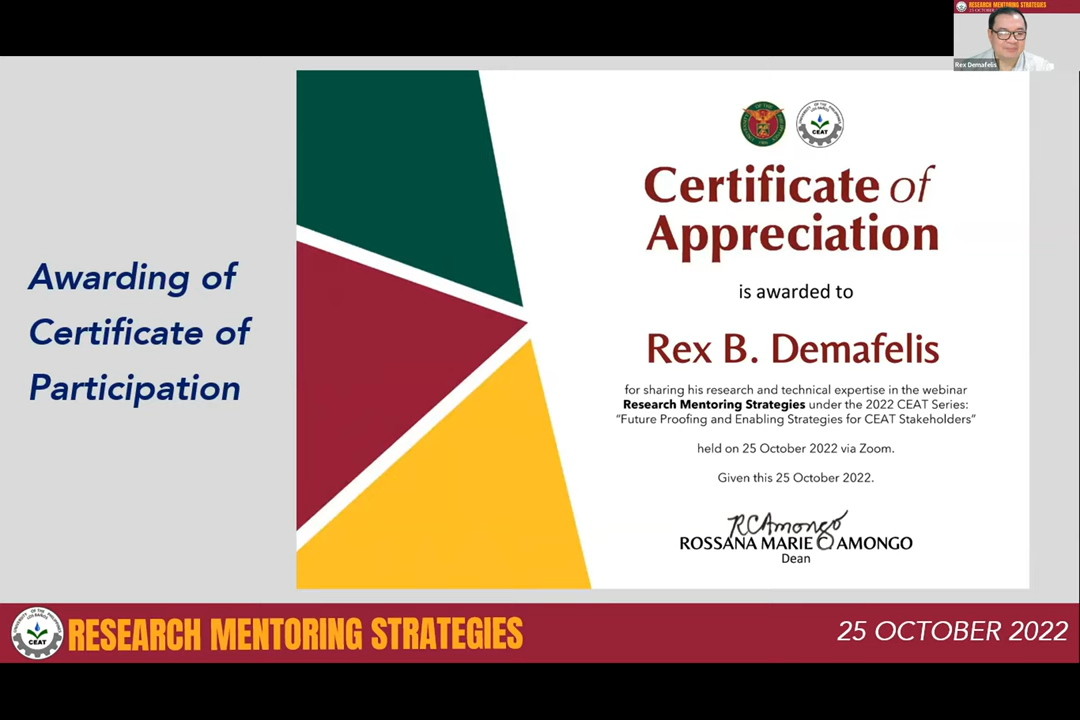 RESEARCH MENTORING STRATEGIES
25 OCTOBER
Rex Demafelis
Awarding of
Certificate of
Participation
CEAT
Certificate of
Appreciation
is awarded to
Rex B. Demafelis
for sharing his research and technical expertise in the webinar
Research Mentoring Strategies under the 2022 CEAT Series:
"Future Proofing and Enabling Strategies for CEAT Stakeholders"
held on 25 October 2022 via Zoom.
Given this 25 October 2022.
RCAmongo
ROSSANA MARIE C AMONGO
Dean
CEAT
RESEARCH MENTORING STRATEGIES
25 OCTOBER 2022